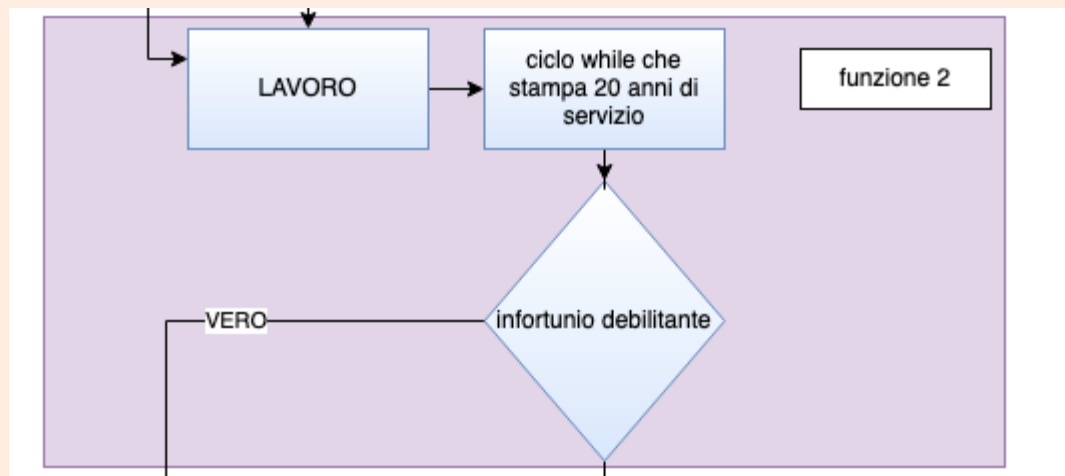 LAVORO
ciclo while che
stampa 20 anni di
servizio
funzione 2
infortunio debilitante
VERO